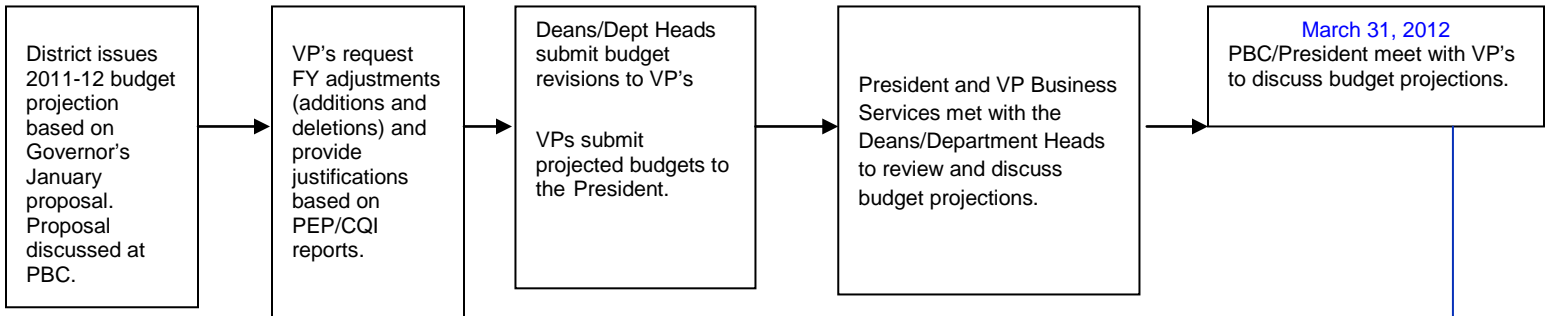 District issues
2011-12 budget
projection
based on
Governor's
January
proposal.
Proposal
discussed at
PBC.
VP's request
FY adjustments
(additions and
deletions) and
provide
justifications
based on
PEP/CQI
reports.
Deans/Dept Heads
submit budget
revisions to VP's
VPs submit
projected budgets to
the President.
President and VP Business
Services met with the
Deans/Department Heads
to review and discuss
budget projections.
March 31, 2012
PBC/President meet with VP's
to discuss budget projections.